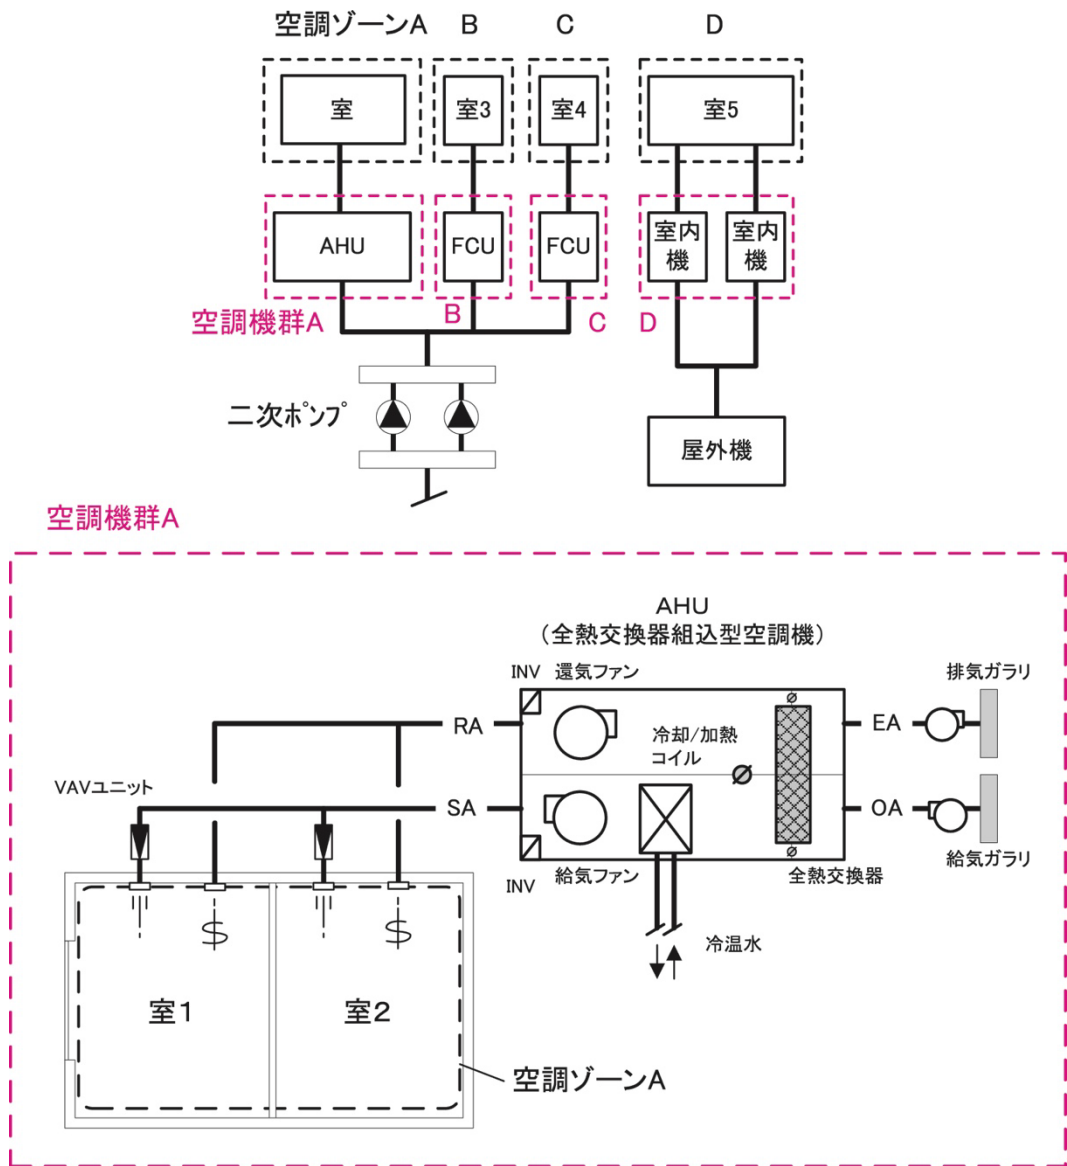 空調ゾーンA B C D
室 室3 室4 室5
AHU FCU FCU 室内機 室内機
空調機群A B C D
二次ポンプ
屋外機
空調機群A
AHU
(全熱交換器組込型空調機)
INV 還気ファン 排気ガラリ
RA 冷却/加熱 EA
コイル
VAVユニット
SA OA
INV 給気ファン 全熱交換器 給気ガラリ
冷温水
室1 室2
空調ゾーンA